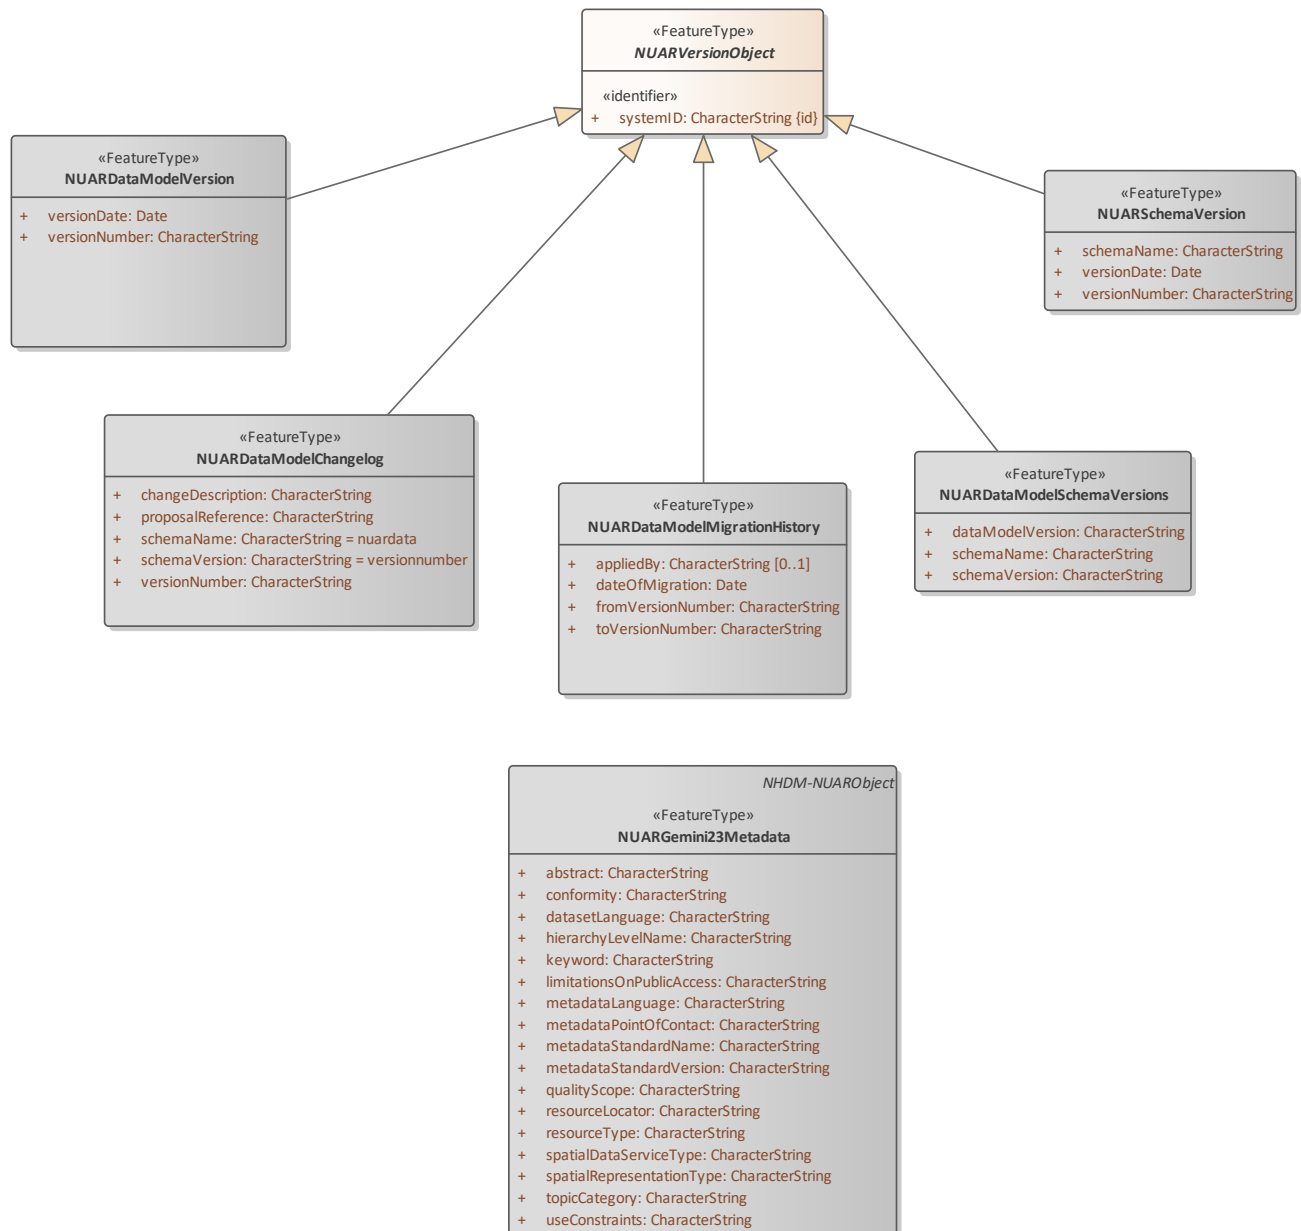 «FeatureType»
NUARVersionObject
«identifier»
+ systemID: CharacterString {id}
«FeatureType»
NUARDataModelVersion
+ versionDate: Date
+ versionNumber: CharacterString
«FeatureType»
NUARSchemaVersion
+ schemaName: CharacterString
+ versionDate: Date
+ versionNumber: CharacterString
«FeatureType»
NUARDataModelChangelog
+ changeDescription: CharacterString
+ proposalReference: CharacterString
+ schemaName: CharacterString = nuardata
+ schemaVersion: CharacterString = versionnumber
+ versionNumber: CharacterString
«FeatureType»
NUARDataModelMigrationHistory
+ appliedBy: CharacterString [0..1]
+ dateOfMigration: Date
+ fromVersionNumber: CharacterString
+ toVersionNumber: CharacterString
«FeatureType»
NUARDataModelSchemaVersions
+ dataModelVersion: CharacterString
+ schemaName: CharacterString
+ schemaVersion: CharacterString
NHDM-NUARObject
«FeatureType»
NUARGemini23Metadata
+ abstract: CharacterString
+ conformity: CharacterString
+ datasetLanguage: CharacterString
+ hierarchyLevelName: CharacterString
+ keyword: CharacterString
+ limitationsOnPublicAccess: CharacterString
+ metadataLanguage: CharacterString
+ metadataPointOfContact: CharacterString
+ metadataStandardName: CharacterString
+ metadataStandardVersion: CharacterString
+ qualityScope: CharacterString
+ resourceLocator: CharacterString
+ resourceType: CharacterString
+ spatialDataServiceType: CharacterString
+ spatialRepresentationType: CharacterString
+ topicCategory: CharacterString
+ useConstraints: CharacterString